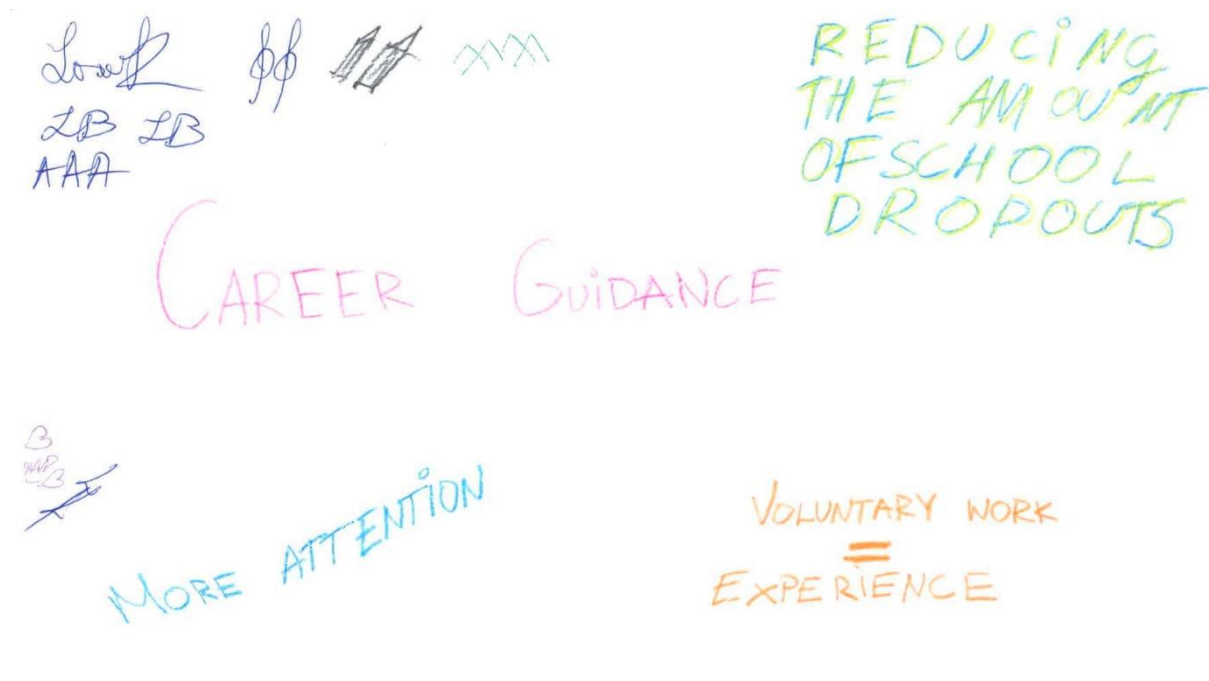 LB LB
AAA
REDUCiNG
THE AMOUNT
OF SCHOOL
DROPOUTS
CAREER GUiDANCE
MORE ATTENTiON
VOLUNTARY WORK
=
EXPERiENCE